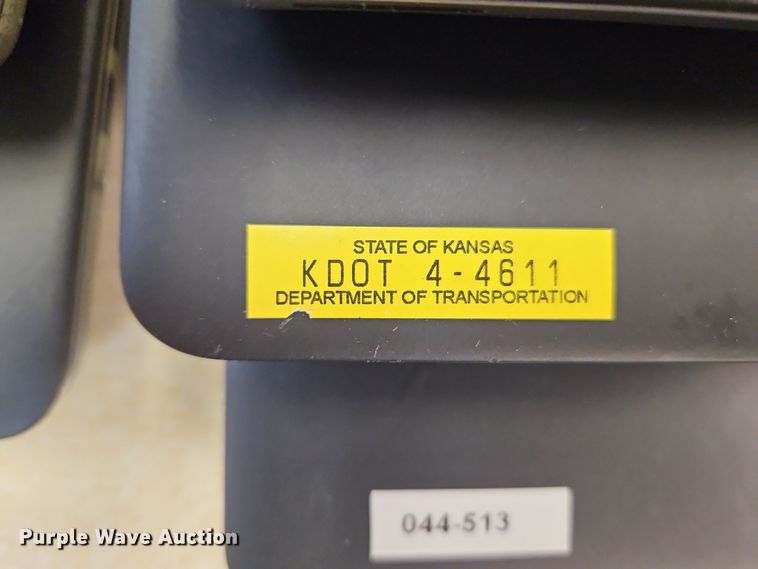 STATE OF KANSAS
KDOT 4-4611
DEPARTMENT OF TRANSPORTATION
044-513
Purple Wave Auction